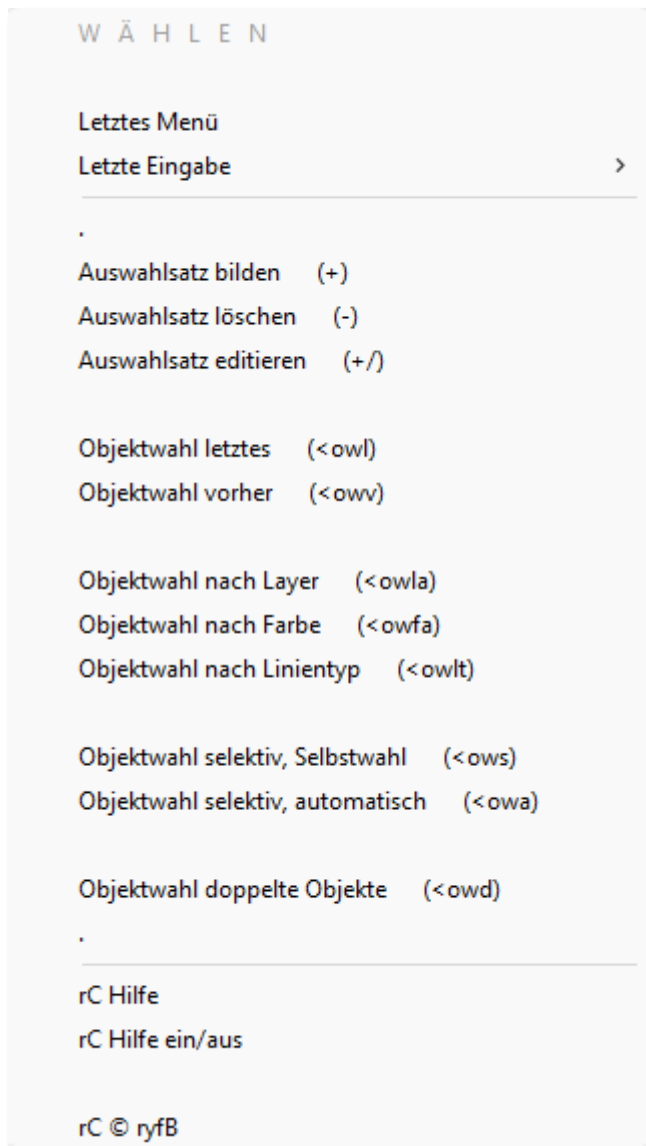 W Ä H L E N
Letztes Menü
Letzte Eingabe >
.
Auswahlsatz bilden (+)
Auswahlsatz löschen (-)
Auswahlsatz editieren (+/)
Objektwahl letztes (<owl)
Objektwahl vorher (<owv)
Objektwahl nach Layer (<owla)
Objektwahl nach Farbe (<owfa)
Objektwahl nach Linientyp (<owlt)
Objektwahl selektiv, Selbstwahl (<ows)
Objektwahl selektiv, automatisch (<owa)
Objektwahl doppelte Objekte (<owd)
.
rC Hilfe
rC Hilfe ein/aus
rC © ryfB